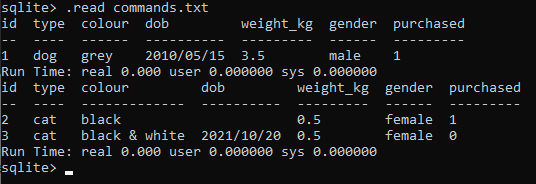 sqlite> .read commands.txt
id  type  colour  dob         weight_kg  gender  purchased
--  ----  ------  ----------  ---------  ------  ---------
1   dog   grey    2010/05/15  3.5        male    1
Run Time: real 0.000 user 0.000000 sys 0.000000
id  type  colour         dob         weight_kg  gender  purchased
--  ----  -------------  ----------  ---------  ------  ---------
2   cat   black                      0.5        female  1
3   cat   black & white  2021/10/20  0.5        female  0
Run Time: real 0.000 user 0.000000 sys 0.000000
sqlite>